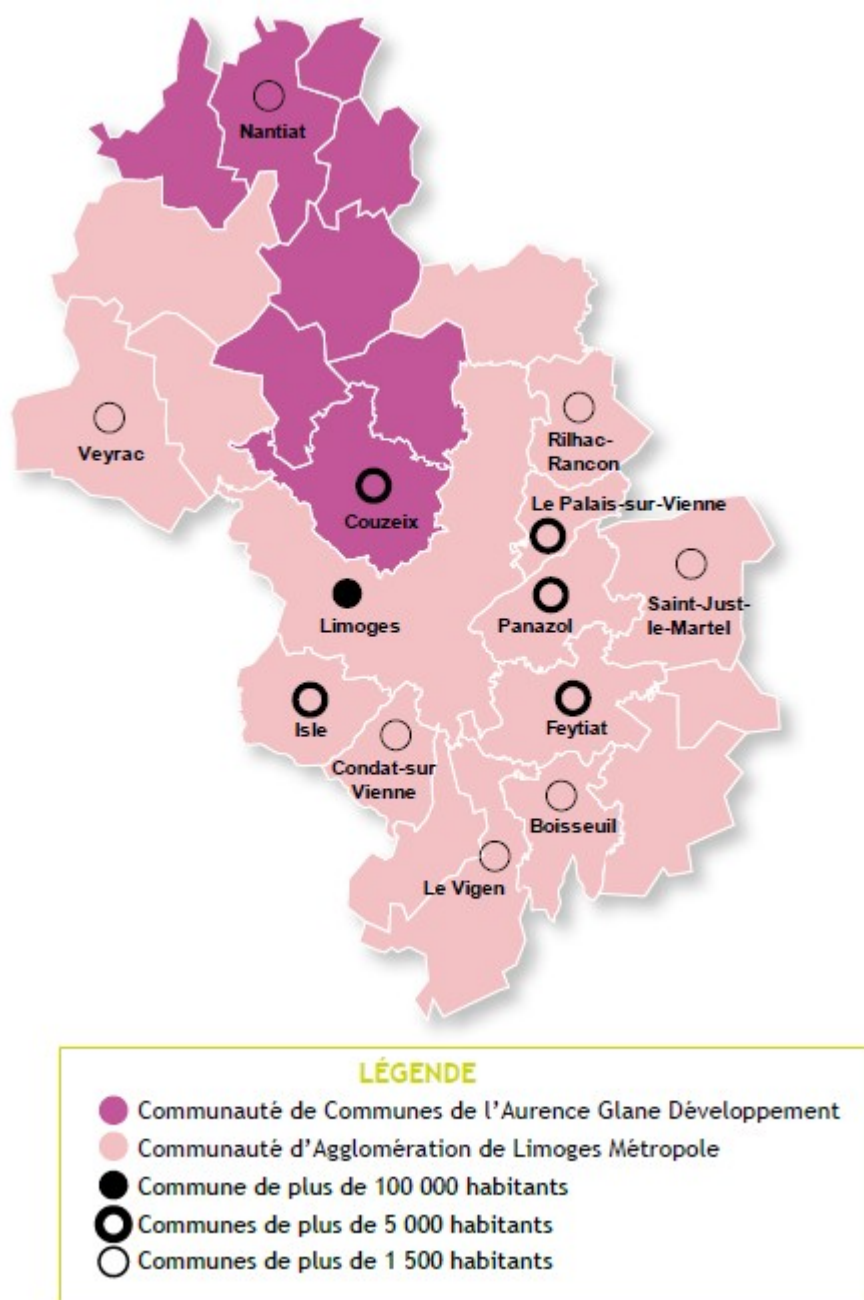 Nantiat
Veyrac
Rilhac-
Rancon
Le Palais-sur-Vienne
Couzeix
Saint-Just-
le-Martel
Limoges
Panazol
Isle
Feytiat
Condat-sur
Vienne
Boisseuil
Le Vigen
LÉGENDE
Communauté de Communes de l'Aurence Glane Développement
Communauté d'Agglomération de Limoges Métropole
Commune de plus de 100 000 habitants
Communes de plus de 5 000 habitants
Communes de plus de 1 500 habitants